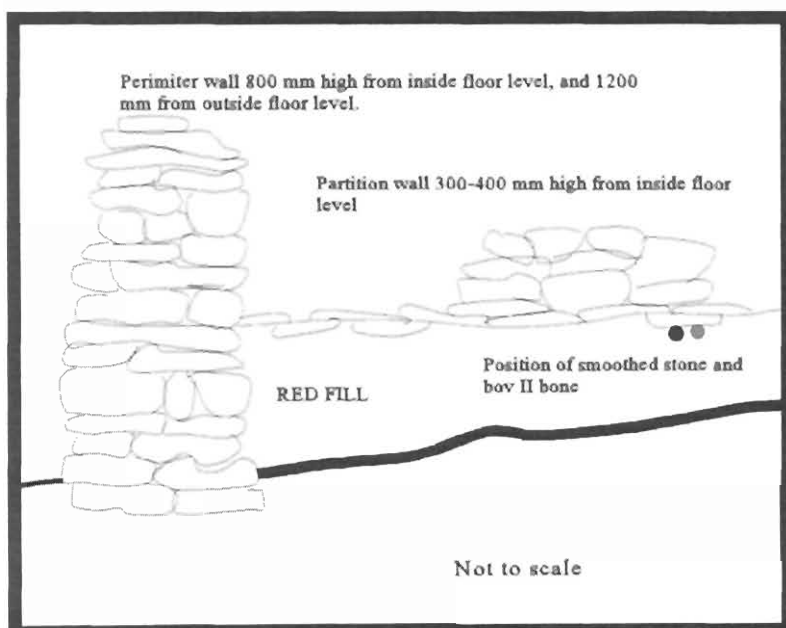 Perimiter wall 800 mm high from inside floor level, and 1200
mm from outside floor level.
Partition wall 300-400 mm high from inside floor
level
Position of smoothed stone and
bov II bone
RED FILL
Not to scale